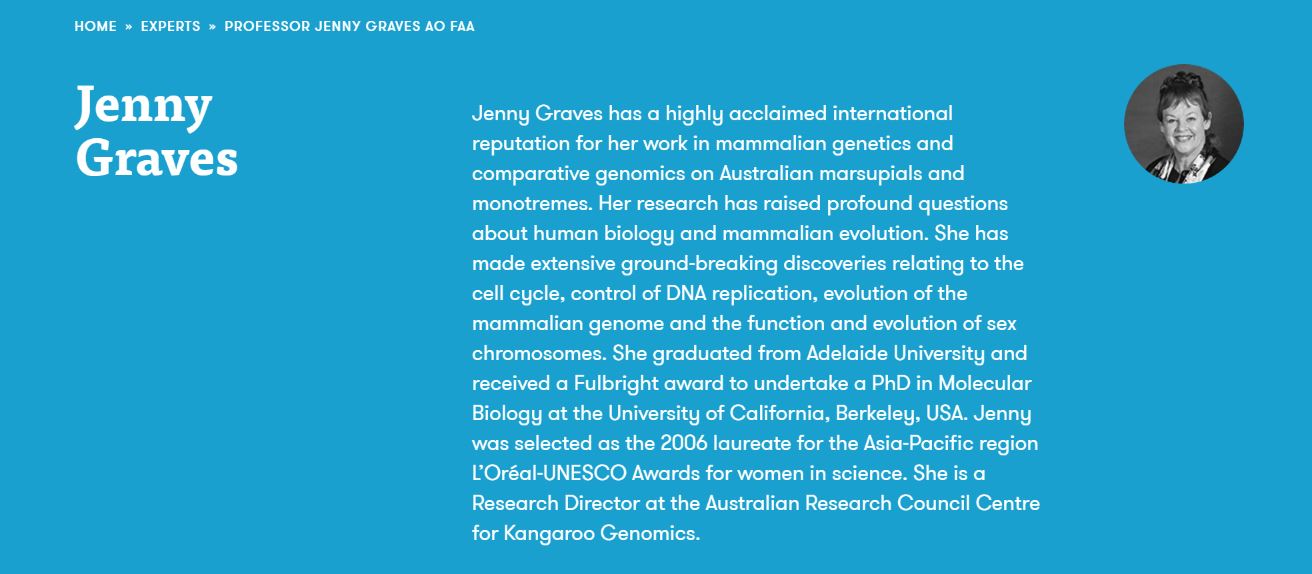 HOME » EXPERTS » PROFESSOR JENNY GRAVES AO FAA
Jenny
Graves
Jenny Graves has a highly acclaimed international
reputation for her work in mammalian genetics and
comparative genomics on Australian marsupials and
monotremes. Her research has raised profound questions
about human biology and mammalian evolution. She has
made extensive ground-breaking discoveries relating to the
cell cycle, control of DNA replication, evolution of the
mammalian genome and the function and evolution of sex
chromosomes. She graduated from Adelaide University and
received a Fulbright award to undertake a PhD in Molecular
Biology at the University of California, Berkeley, USA. Jenny
was selected as the 2006 laureate for the Asia-Pacific region
L’Oréal-UNESCO Awards for women in science. She is a
Research Director at the Australian Research Council Centre
for Kangaroo Genomics.